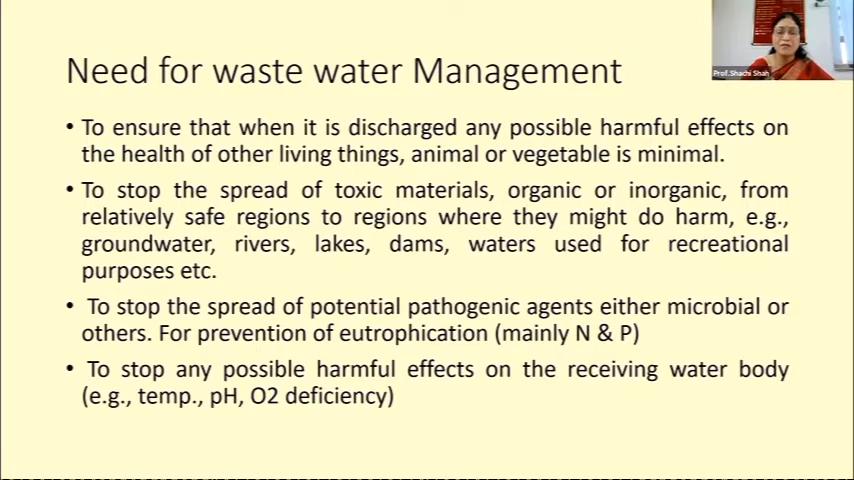 Need for waste water Management
• To ensure that when it is discharged any possible harmful effects on
the health of other living things, animal or vegetable is minimal.
• To stop the spread of toxic materials, organic or inorganic, from
relatively safe regions to regions where they might do harm, e.g.,
groundwater, rivers, lakes, dams, waters used for recreational
purposes etc.
• To stop the spread of potential pathogenic agents either microbial or
others. For prevention of eutrophication (mainly N & P)
• To stop any possible harmful effects on the receiving water body
(e.g., temp., pH, O2 deficiency)
Prof.Shachi Shah